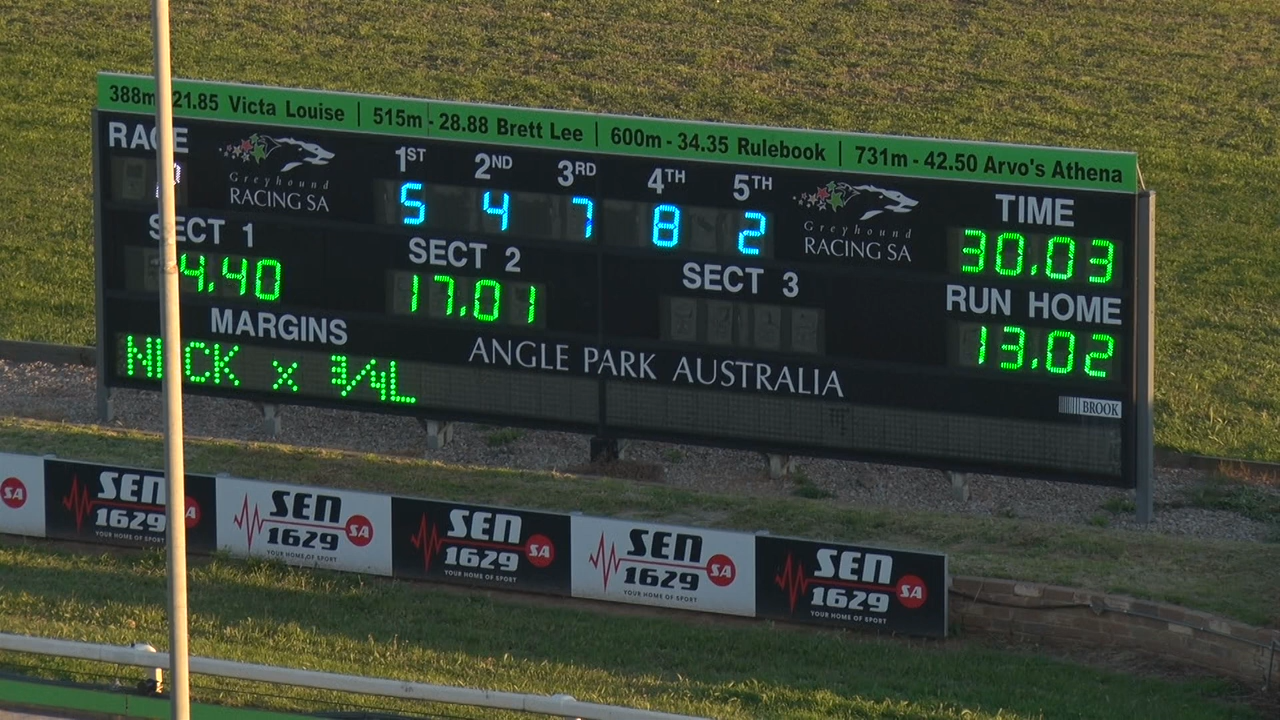 388m 21.85 Victa Louise | 515m - 28.88 Brett Lee | 600m - 34.35 Rulebook | 731m - 42.50 Arvo's Athena
RACE
Greyhound
RACING SA
1ST 2ND 3RD 4TH 5TH
5 4 7 8 2
Greyhound
RACING SA
TIME
30.03
SECT 1
4.40
SECT 2
17.01
SECT 3
RUN HOME
13.02
MARGINS
NECK x 3/4L
ANGLE PARK AUSTRALIA
BROOK
SA
SEN
1629 SA
YOUR HOME OF SPORT
SEN
1629 SA
YOUR HOME OF SPORT
SEN
1629 SA
YOUR HOME OF SPORT
SEN
1629 SA
YOUR HOME OF SPORT
SEN
1629 SA
YOUR HOME OF SPORT